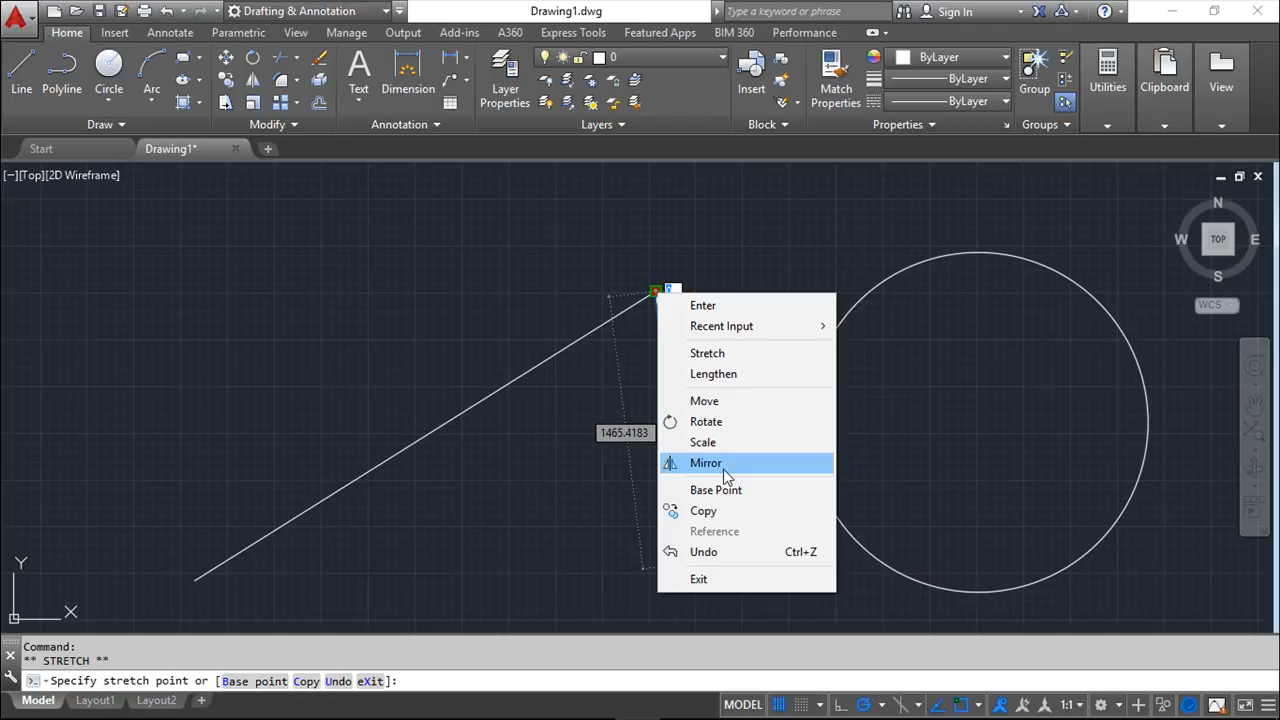 Drafting & Annotation
Drawing1.dwg
Type a keyword or phrase
Sign In
Home Insert Annotate Parametric View Manage Output Add-ins A360 Express Tools Featured Apps BIM 360 Performance
0
ByLayer
ByLayer
ByLayer
Line Polyline Circle Arc Text Dimension Layer Properties Insert Match Properties Group Utilities Clipboard View
Draw Modify Annotation Layers Block Properties Groups
Start Drawing1*
[−][Top][2D Wireframe]
N
W TOP E
S
WCS
Enter
Recent Input
Stretch
Lengthen
Move
Rotate
Scale
Mirror
Base Point
Copy
Reference
Undo Ctrl+Z
Exit
1465.4183
Y
X
Command:
** STRETCH **
Specify stretch point or [Base point Copy Undo eXit]:
Model Layout1 Layout2 +
MODEL 1:1